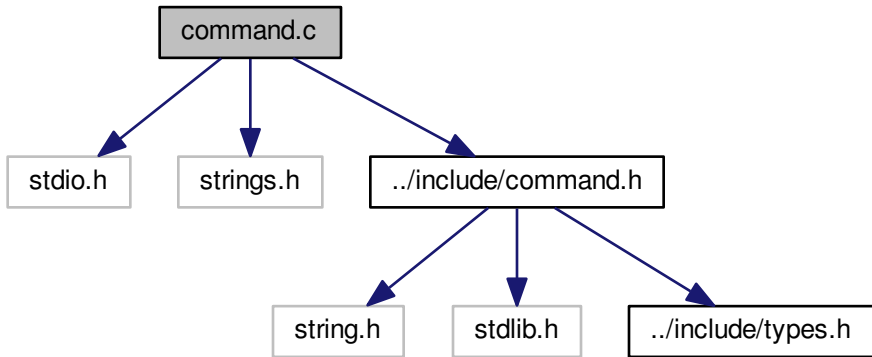 command.c
stdio.h
strings.h
../include/command.h
string.h
stdlib.h
../include/types.h